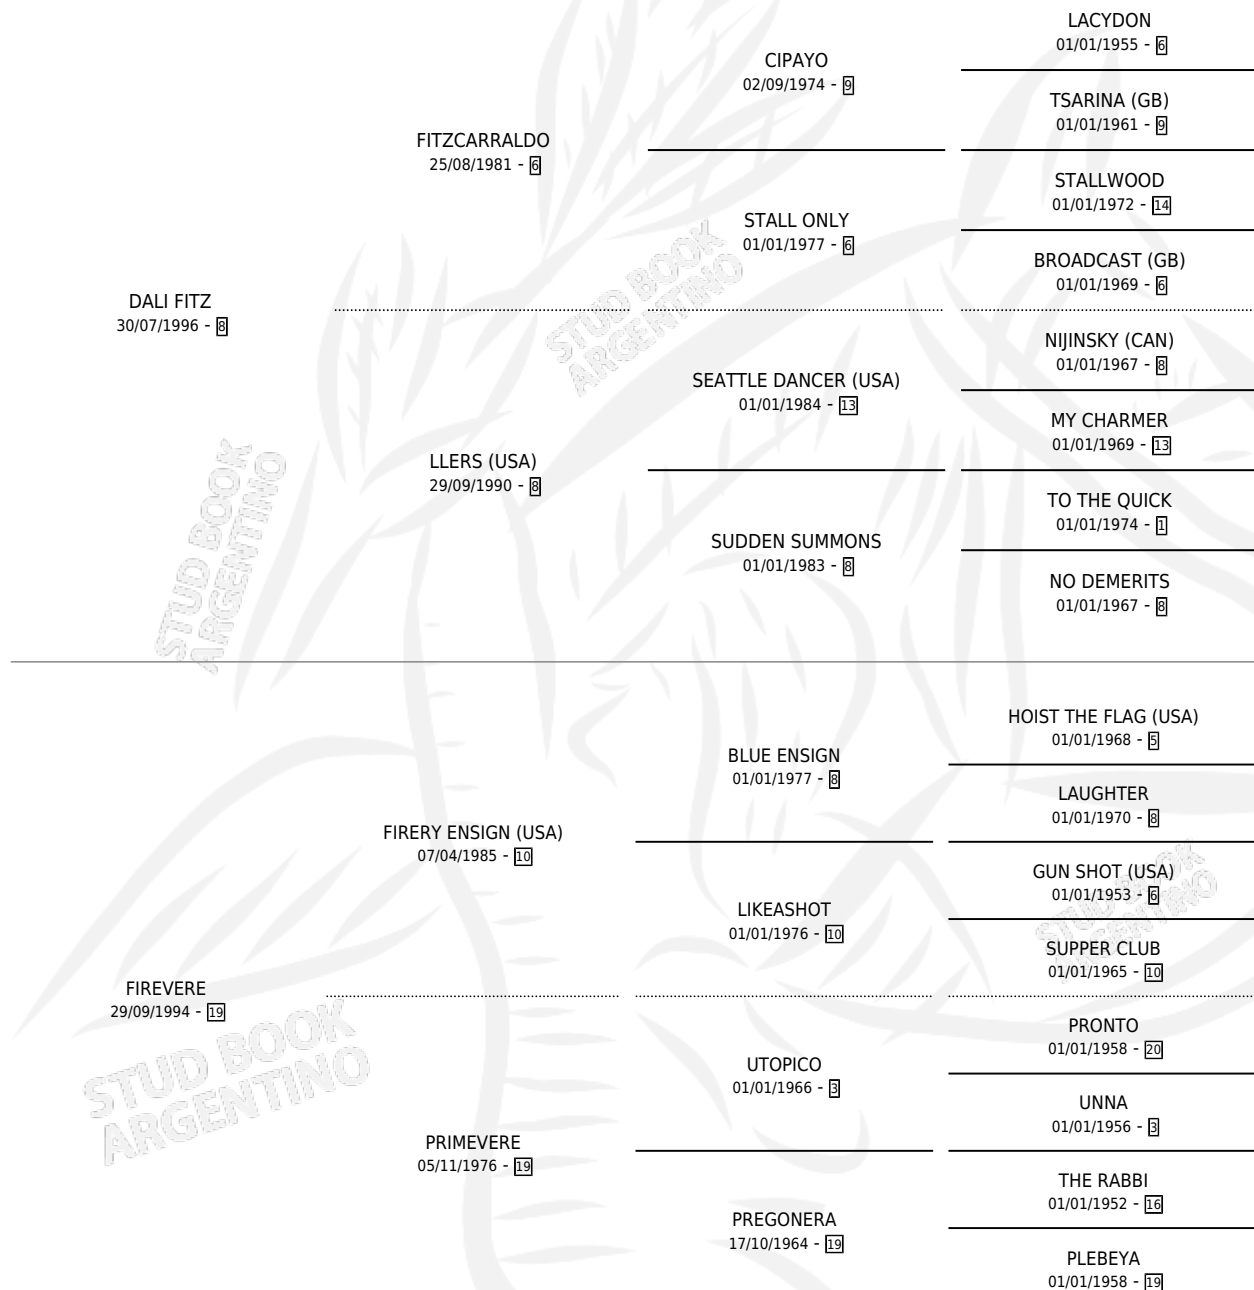 LACYDON
01/01/1955 - 6
CIPAYO
02/09/1974 - 9
TSARINA (GB)
01/01/1961 - 9
FITZCARRALDO
25/08/1981 - 6
STALLWOOD
01/01/1972 - 14
STALL ONLY
01/01/1977 - 6
BROADCAST (GB)
01/01/1969 - 6
DALI FITZ
30/07/1996 - 8
NIJINSKY (CAN)
01/01/1967 - 8
SEATTLE DANCER (USA)
01/01/1984 - 13
MY CHARMER
01/01/1969 - 13
LLERS (USA)
29/09/1990 - 8
TO THE QUICK
01/01/1974 - 1
SUDDEN SUMMONS
01/01/1983 - 8
NO DEMERITS
01/01/1967 - 8
HOIST THE FLAG (USA)
01/01/1968 - 5
BLUE ENSIGN
01/01/1977 - 8
LAUGHTER
01/01/1970 - 8
FIRERY ENSIGN (USA)
07/04/1985 - 10
GUN SHOT (USA)
01/01/1953 - 6
LIKEASHOT
01/01/1976 - 10
SUPPER CLUB
01/01/1965 - 10
FIREVERE
29/09/1994 - 19
PRONTO
01/01/1958 - 20
UTOPICO
01/01/1966 - 3
UNNA
01/01/1956 - 3
PRIMEVERE
05/11/1976 - 19
THE RABBI
01/01/1952 - 16
PREGONERA
17/10/1964 - 19
PLEBEYA
01/01/1958 - 19
STUD BOOK
ARGENTINO
STUD BOOK
ARGENTINO
STUD BOOK
ARGENTINO
STUD BOOK
ARGENTINO